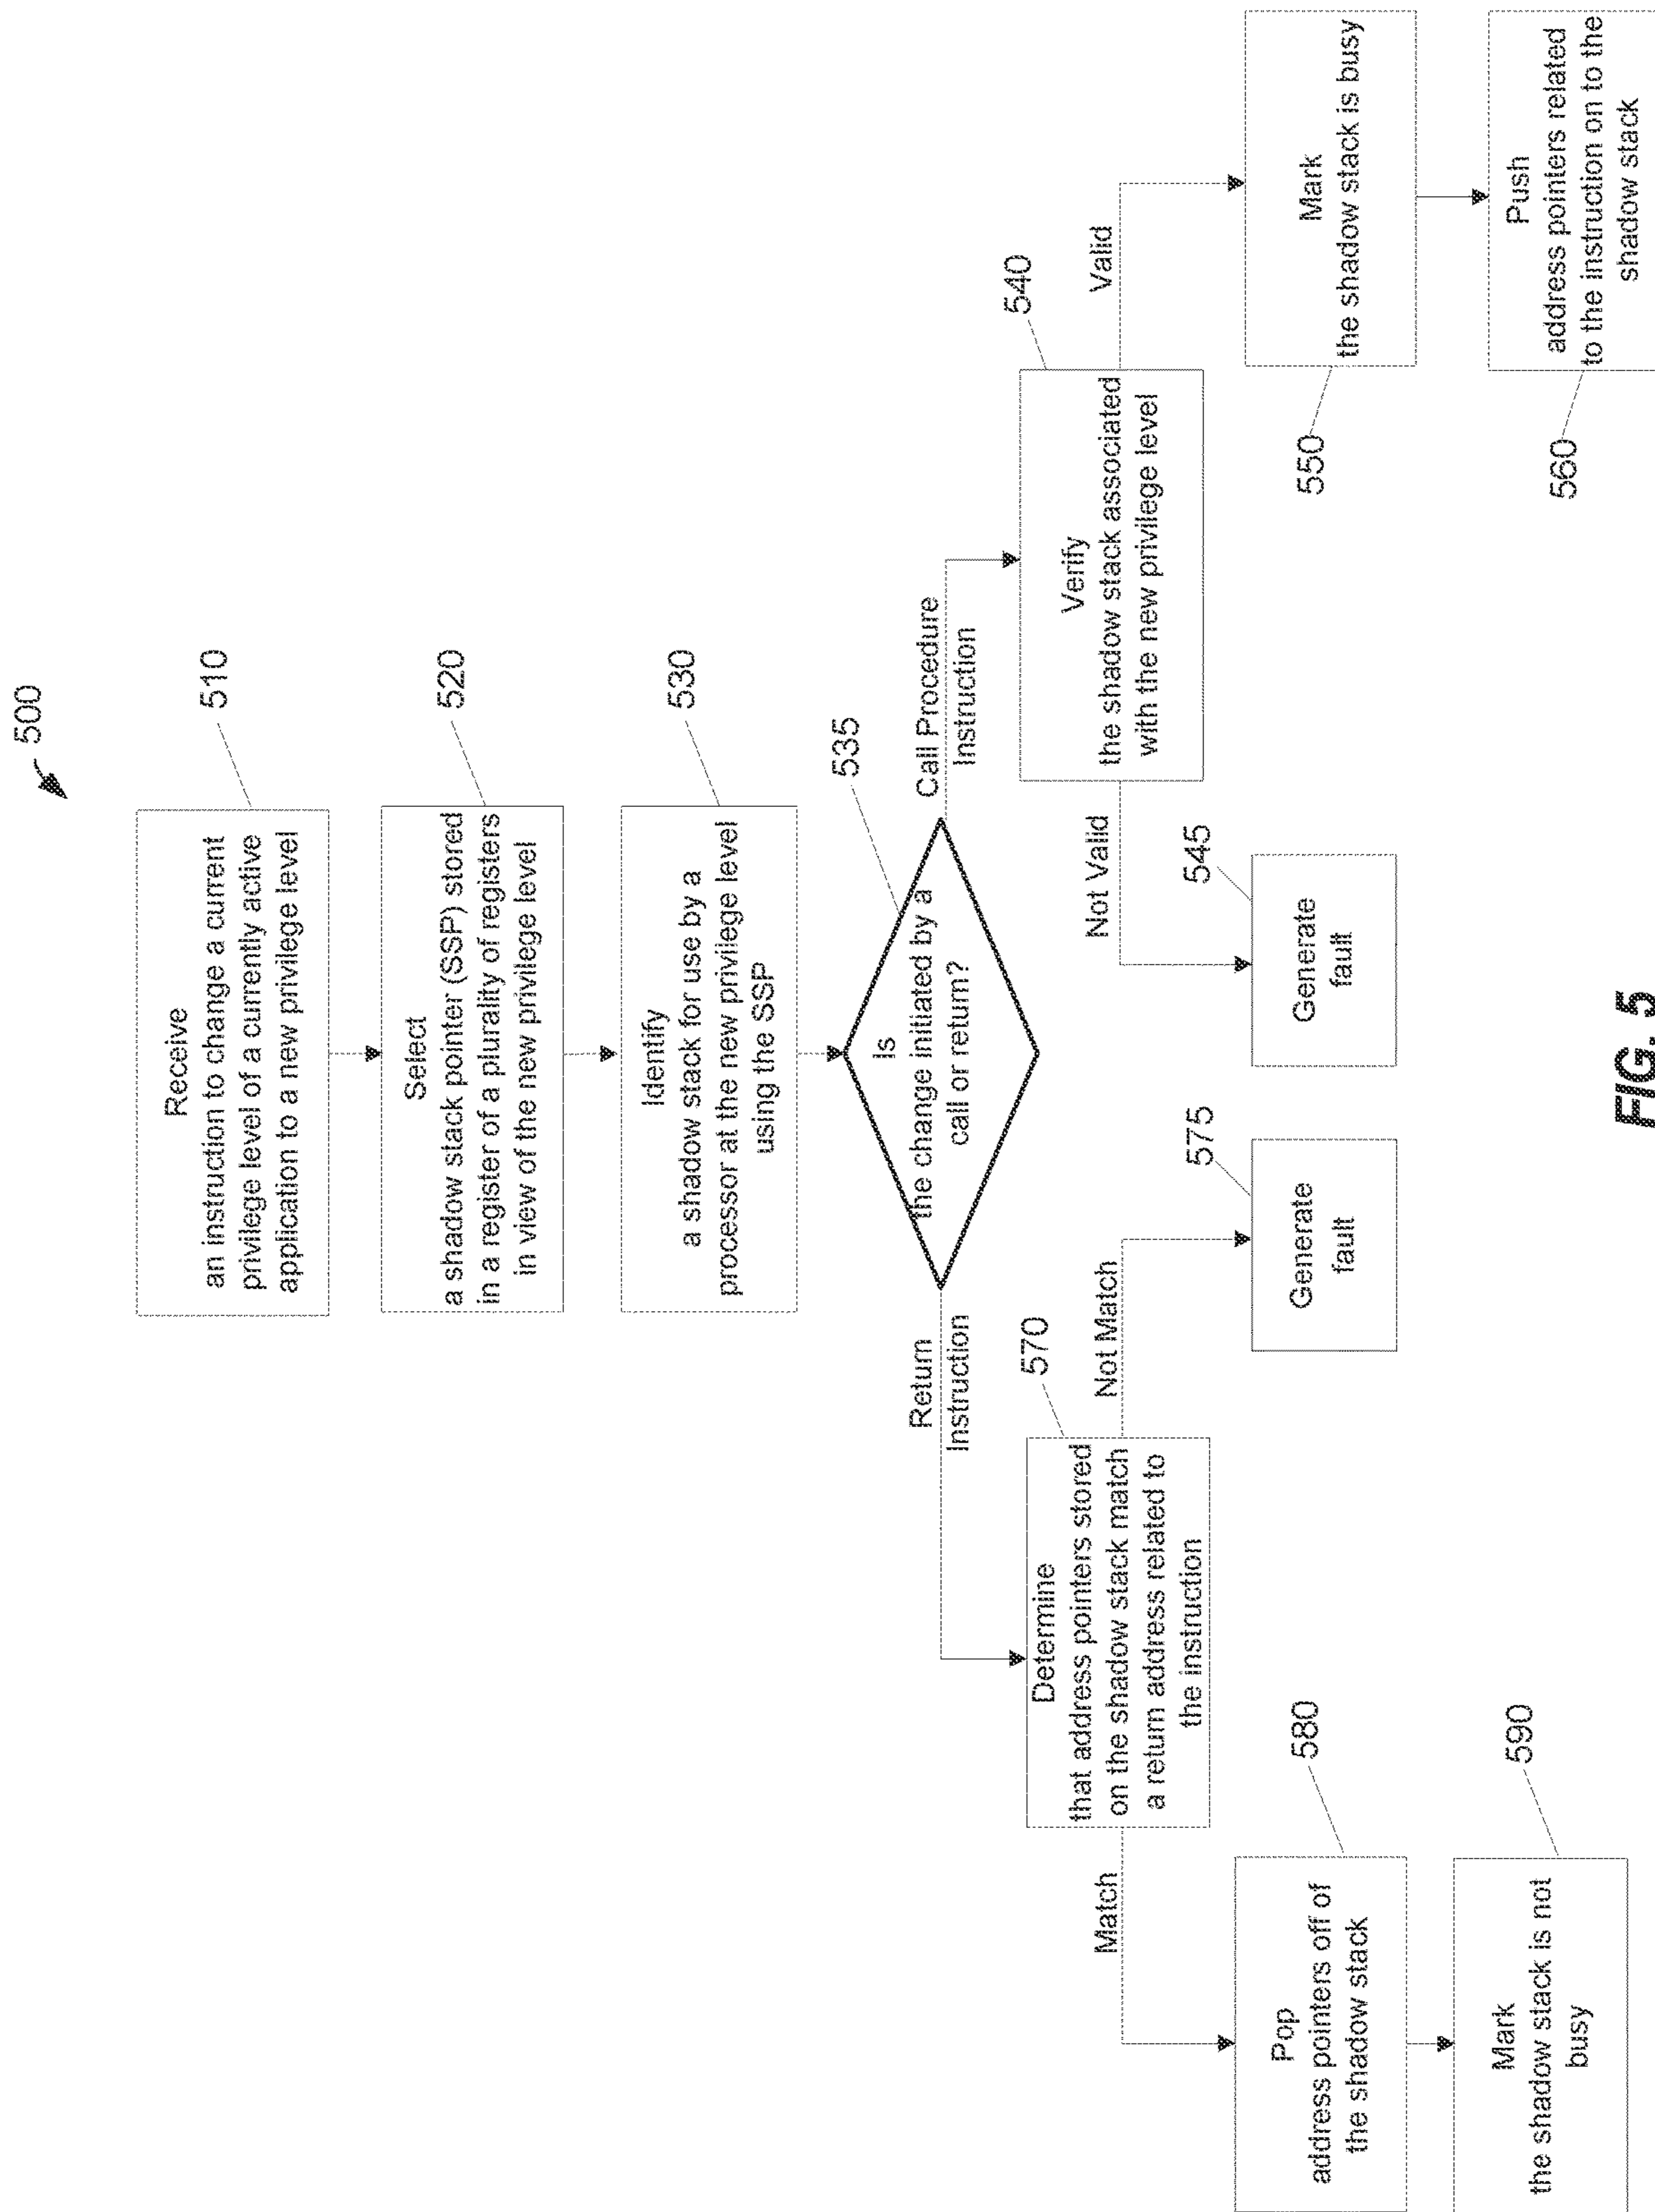 500
Receive
an instruction to change a current
privilege level of a currently active
application to a new privilege level
510
Select
a shadow stack pointer (SSP) stored
in a register of a plurality of registers
in view of the new privilege level
520
Identify
a shadow stack for use by a
processor at the new privilege level
using the SSP
530
Is
the change initiated by a
call or return?
535
Return
Instruction
Call Procedure
Instruction
Determine
that address pointers stored
on the shadow stack match
a return address related to
the instruction
570
Verify
the shadow stack associated
with the new privilege level
540
Match
Not Match
Not Valid
Valid
Pop
address pointers off of
the shadow stack
580
Generate
fault
575
Generate
fault
545
Mark
the shadow stack is busy
550
Mark
the shadow stack is not
busy
590
Push
address pointers related
to the instruction on to the
shadow stack
560
FIG. 5